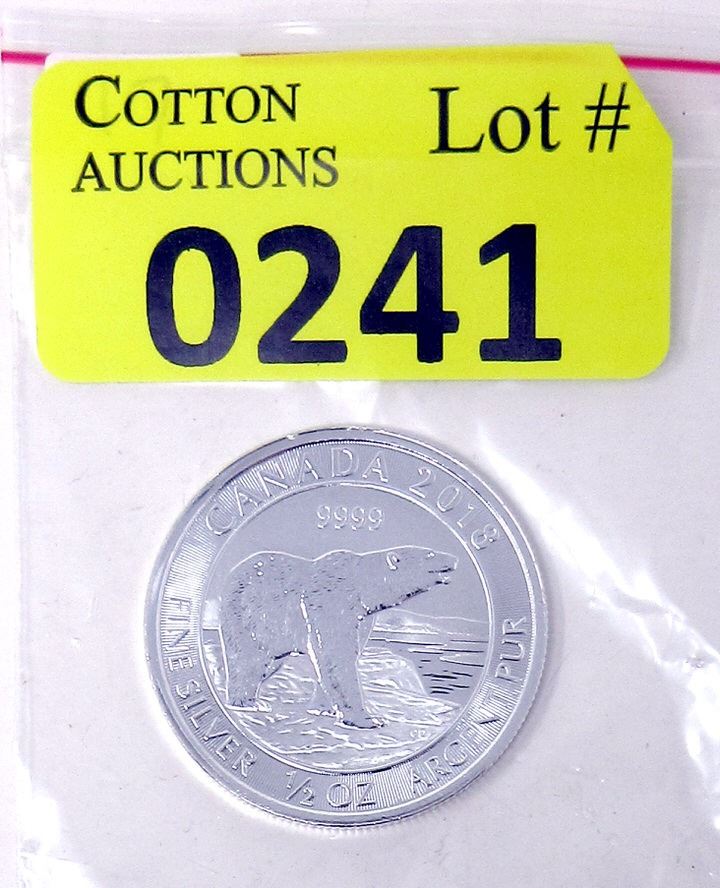 COTTON
AUCTIONS
Lot #
0241
CANADA 2018
9999
FINE SILVER 1/2 OZ ARGENT PUR